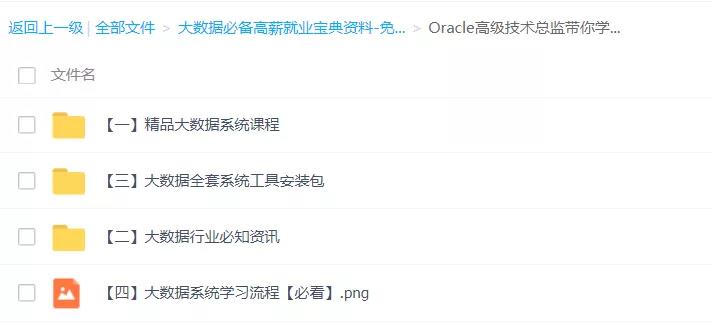 返回上一级 | 全部文件 > 大数据必备高薪就业宝典资料-免... > Oracle高级技术总监带你学...
文件名
【一】精品大数据系统课程
【三】大数据全套系统工具安装包
【二】大数据行业必知资讯
【四】大数据系统学习流程【必看】.png